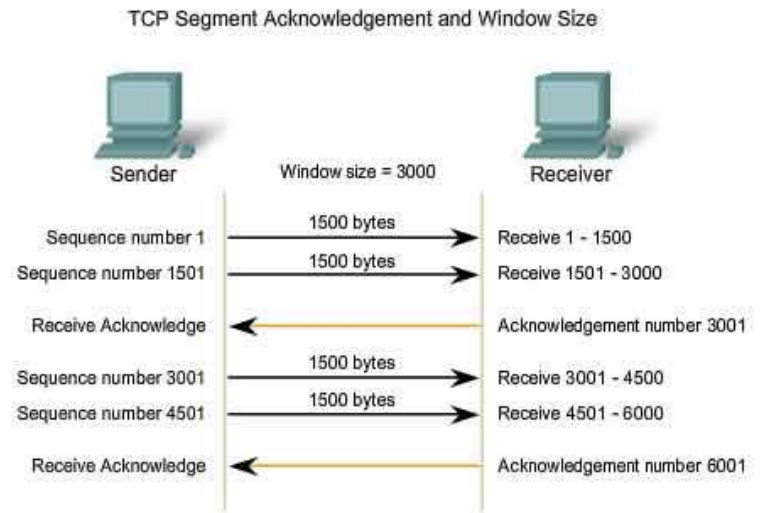 TCP Segment Acknowledgement and Window Size
Sender
Window size = 3000
Receiver
Sequence number 1
1500 bytes
Receive 1 - 1500
Sequence number 1501
1500 bytes
Receive 1501 - 3000
Receive Acknowledge
Acknowledgement number 3001
Sequence number 3001
1500 bytes
Receive 3001 - 4500
Sequence number 4501
1500 bytes
Receive 4501 - 6000
Receive Acknowledge
Acknowledgement number 6001